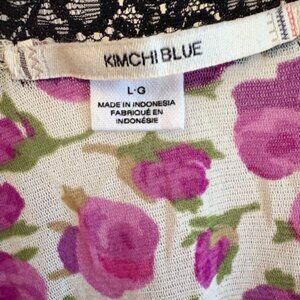 KIMCHI BLUE
L·G
MADE IN INDONESIA
FABRIQUÉ EN
INDONÉSIE